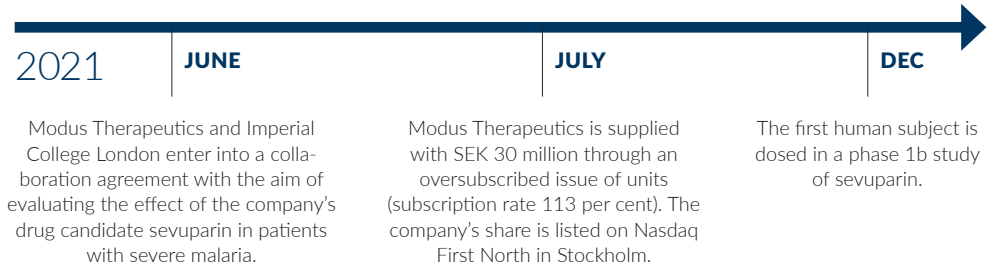 2021
JUNE
JULY
DEC
Modus Therapeutics and Imperial
College London enter into a colla-
boration agreement with the aim of
evaluating the effect of the company's
drug candidate sevuparin in patients
with severe malaria.
Modus Therapeutics is supplied
with SEK 30 million through an
oversubscribed issue of units
(subscription rate 113 per cent). The
company's share is listed on Nasdaq
First North in Stockholm.
The first human subject is
dosed in a phase 1b study
of sevuparin.